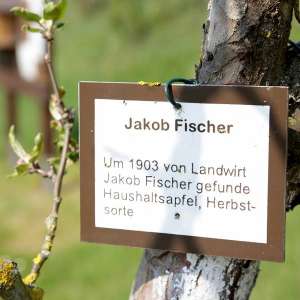 Jakob Fischer
Um 1903 von Landwirt
Jakob Fischer gefunde
Haushaltsapfel, Herbst-
sorte